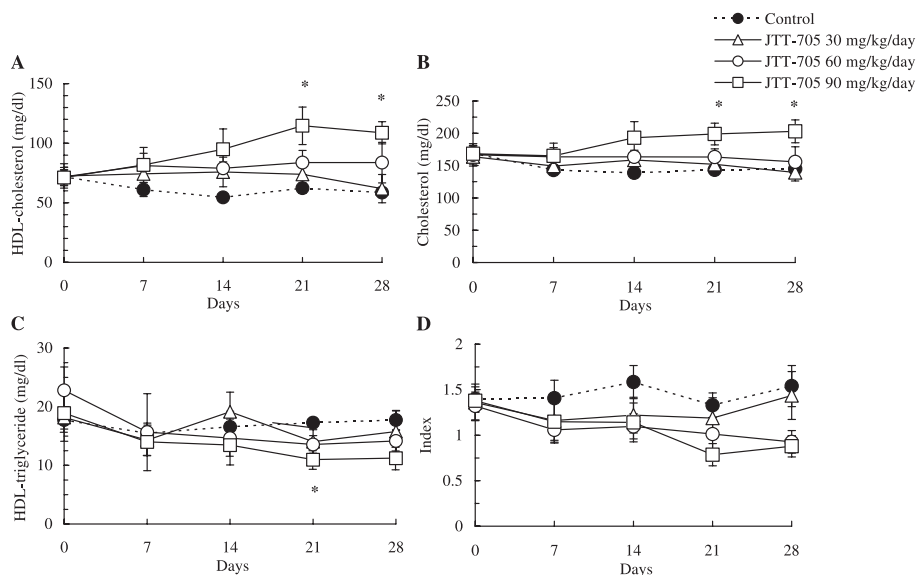 Control
JTT-705 30 mg/kg/day
JTT-705 60 mg/kg/day
JTT-705 90 mg/kg/day
A
HDL-cholesterol (mg/dl)
150
100
50
0
*
*
0 7 14 21 28
Days
B
Cholesterol (mg/dl)
250
200
150
100
50
0
*
*
0 7 14 21 28
Days
C
HDL-triglyceride (mg/dl)
30
20
10
0
*
0 7 14 21 28
Days
D
Index
2
1.5
1
0.5
0
0 7 14 21 28
Days